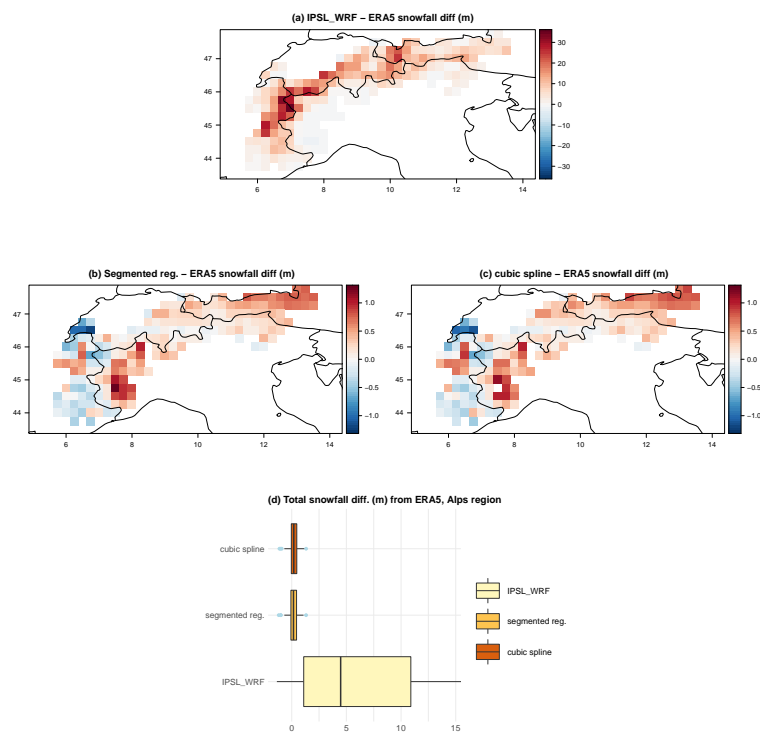 (a) IPSL_WRF − ERA5 snowfall diff (m)
47
46
45
44
6 8 10 12 14
30
20
10
0
−10
−20
−30
(b) Segmented reg. − ERA5 snowfall diff (m)
47
46
45
44
6 8 10 12 14
1.0
0.5
0.0
−0.5
−1.0
(c) cubic spline − ERA5 snowfall diff (m)
47
46
45
44
6 8 10 12 14
1.0
0.5
0.0
−0.5
−1.0
(d) Total snowfall diff. (m) from ERA5, Alps region
cubic spline
segmented reg.
IPSL_WRF
0 5 10 15
IPSL_WRF
segmented reg.
cubic spline